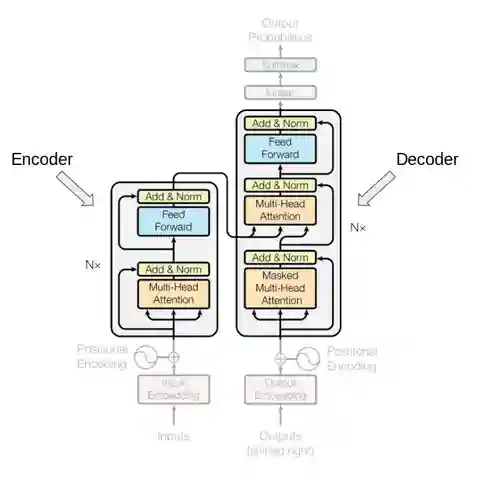 Output
Probabilities
Softmax
Linear
Add & Norm
Feed
Forward
Add & Norm
Multi-Head
Attention
Add & Norm
Masked
Multi-Head
Attention
Encoder
Decoder
Add & Norm
Feed
Forward
Add & Norm
Multi-Head
Attention
N×
N×
Positional
Encoding
Positional
Encoding
Input
Embedding
Output
Embedding
Inputs
Outputs
(shifted right)